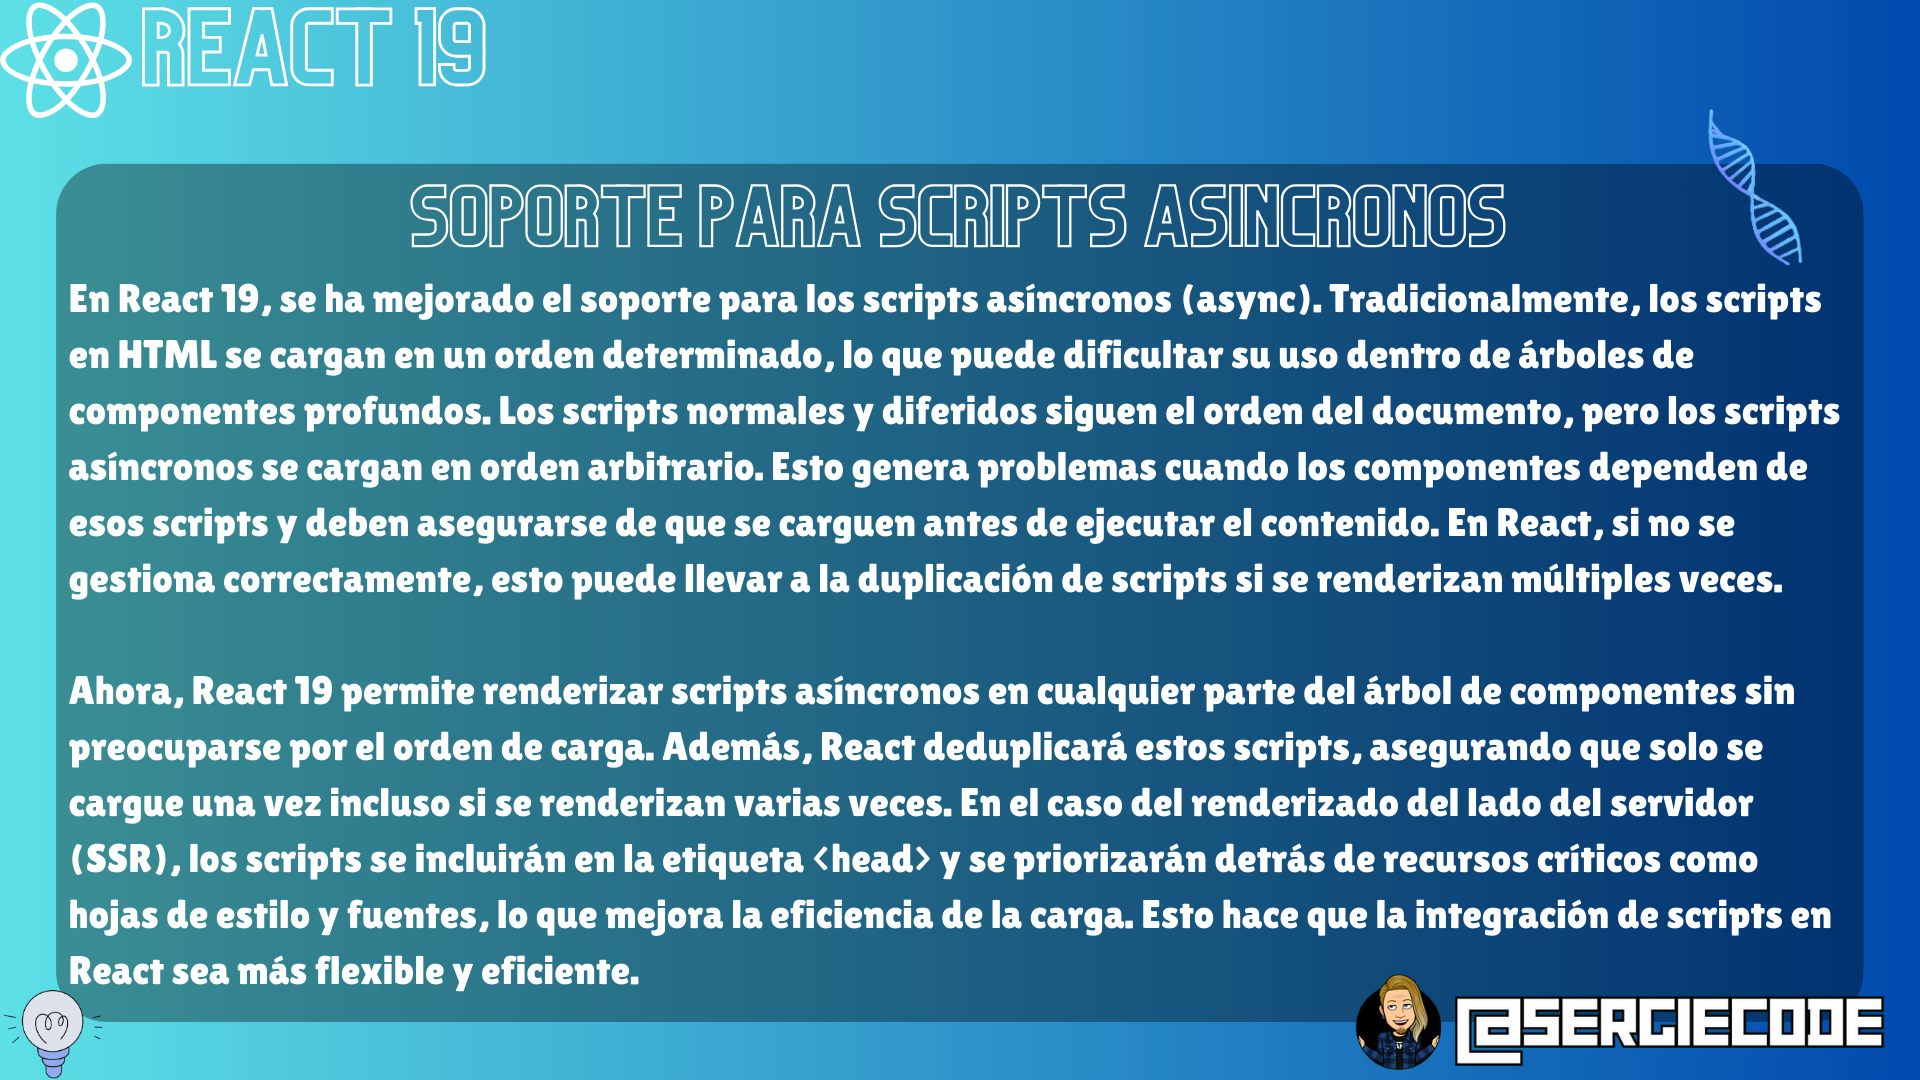 REACT 19
SOPORTE PARA SCRIPTS ASINCRONOS
En React 19, se ha mejorado el soporte para los scripts asíncronos (async). Tradicionalmente, los scripts
en HTML se cargan en un orden determinado, lo que puede dificultar su uso dentro de árboles de
componentes profundos. Los scripts normales y diferidos siguen el orden del documento, pero los scripts
asíncronos se cargan en orden arbitrario. Esto genera problemas cuando los componentes dependen de
esos scripts y deben asegurarse de que se carguen antes de ejecutar el contenido. En React, si no se
gestiona correctamente, esto puede llevar a la duplicación de scripts si se renderizan múltiples veces.
Ahora, React 19 permite renderizar scripts asíncronos en cualquier parte del árbol de componentes sin
preocuparse por el orden de carga. Además, React deduplicará estos scripts, asegurando que solo se
cargue una vez incluso si se renderizan varias veces. En el caso del renderizado del lado del servidor
(SSR), los scripts se incluirán en la etiqueta <head> y se priorizarán detrás de recursos críticos como
hojas de estilo y fuentes, lo que mejora la eficiencia de la carga. Esto hace que la integración de scripts en
React sea más flexible y eficiente.
@SERGIECODE